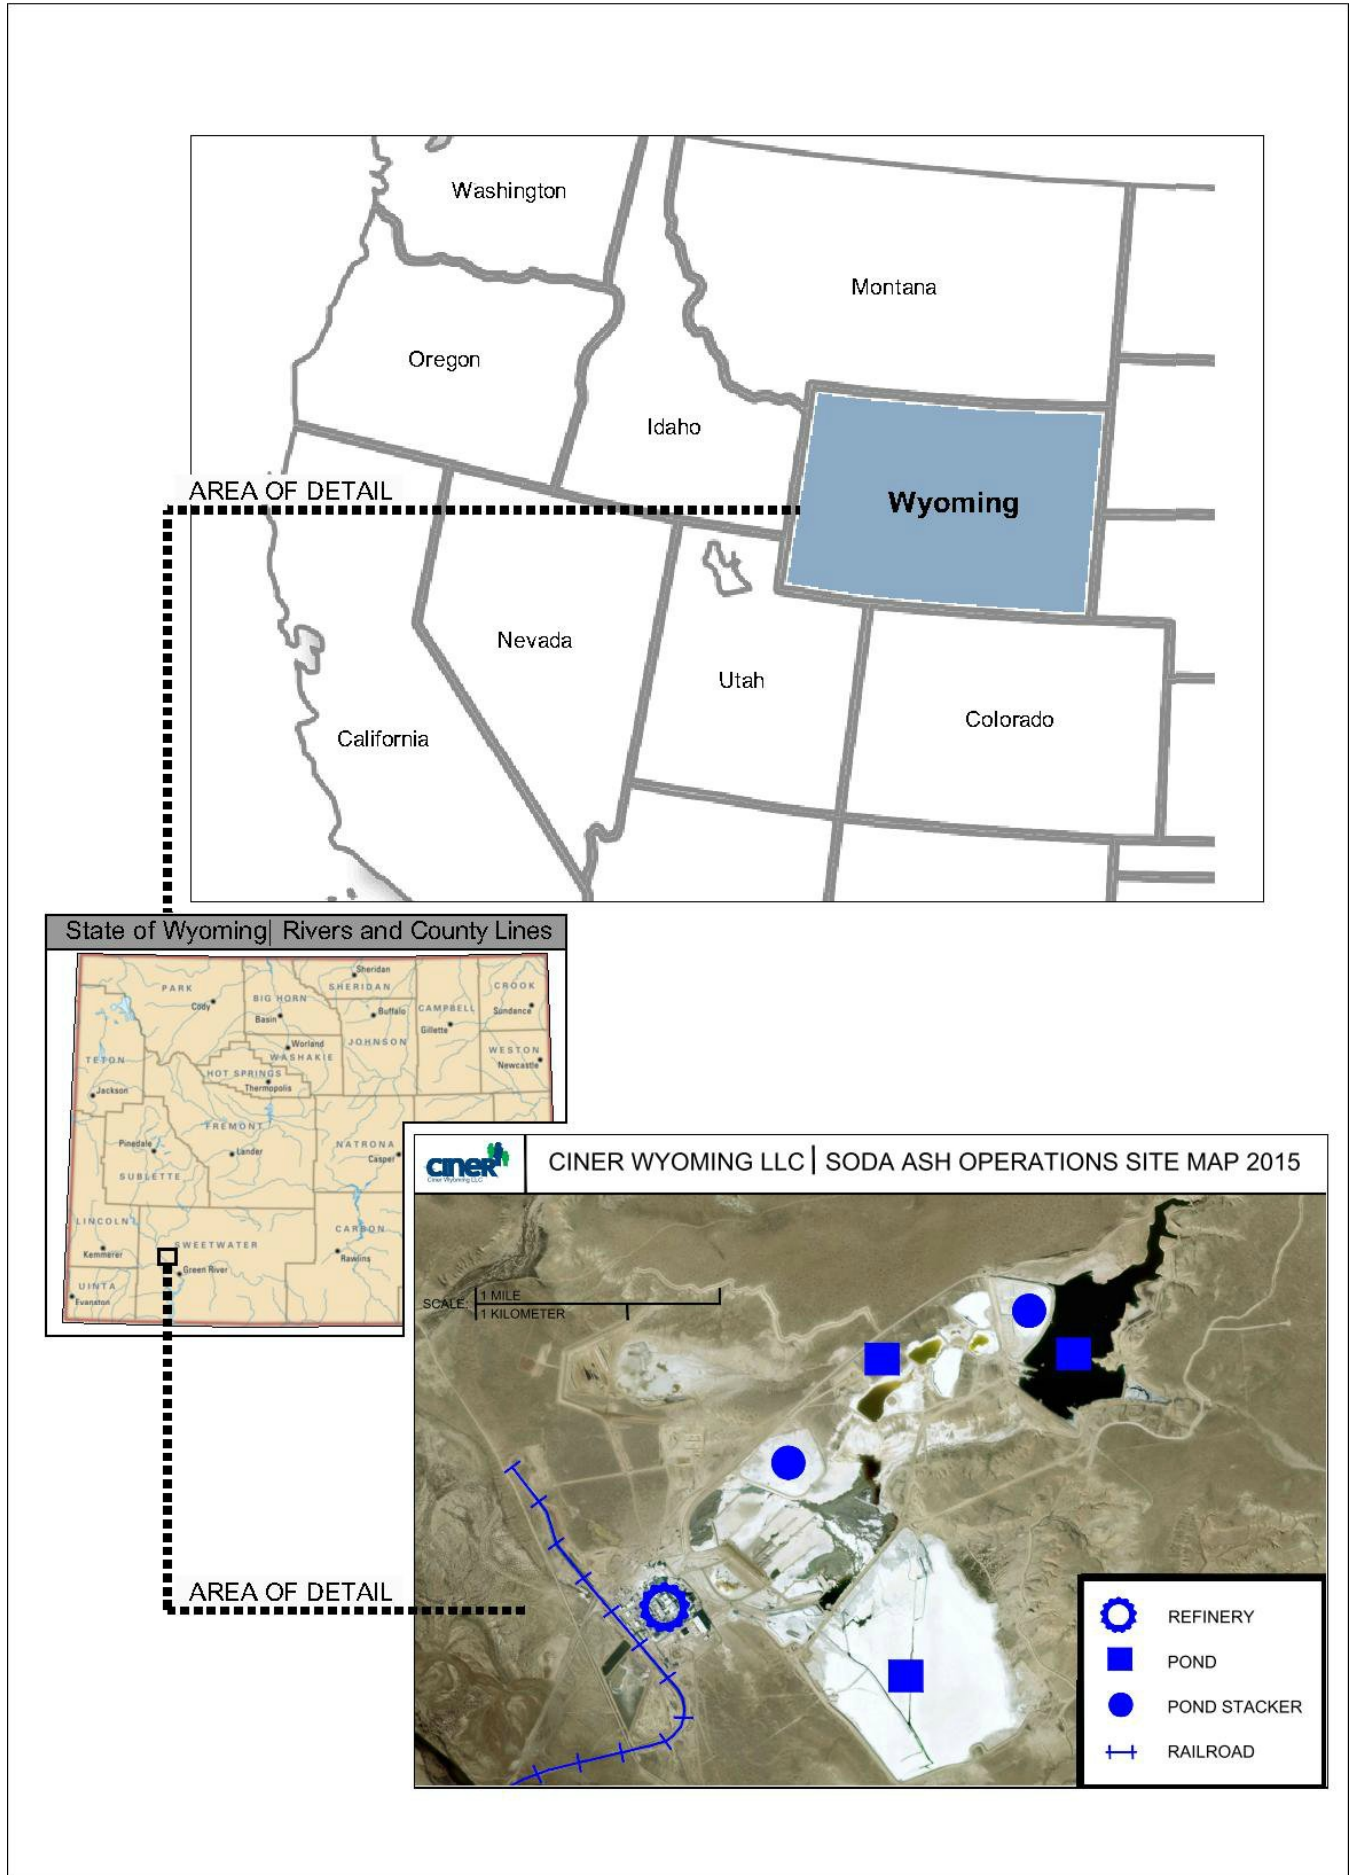 Washington
Montana
Oregon
Idaho
AREA OF DETAIL
Wyoming
Nevada
Utah
Colorado
California
State of Wyoming| Rivers and County Lines
Sheridan
PARK
SHERIDAN
CROOK
Cody
BIG HORN
CAMPBELL
Sundance
Basin
Buffalo
Gillette
Worland
JOHNSON
WESTON
TETON
WASHAKIE
Newcastle
HOT SPRINGS
Thermopolis
Jackson
FREMONT
Pinedale
Lander
NATRONA
Casper
SUBLETTE
LINCOLN
CARBON
SWEETWATER
Kemmerer
Rawlins
Green River
UINTA
Evanston
CINER
Ciner Wyoming LLC
CINER WYOMING LLC | SODA ASH OPERATIONS SITE MAP 2015
SCALE:
1 MILE
1 KILOMETER
AREA OF DETAIL
REFINERY
POND
POND STACKER
RAILROAD